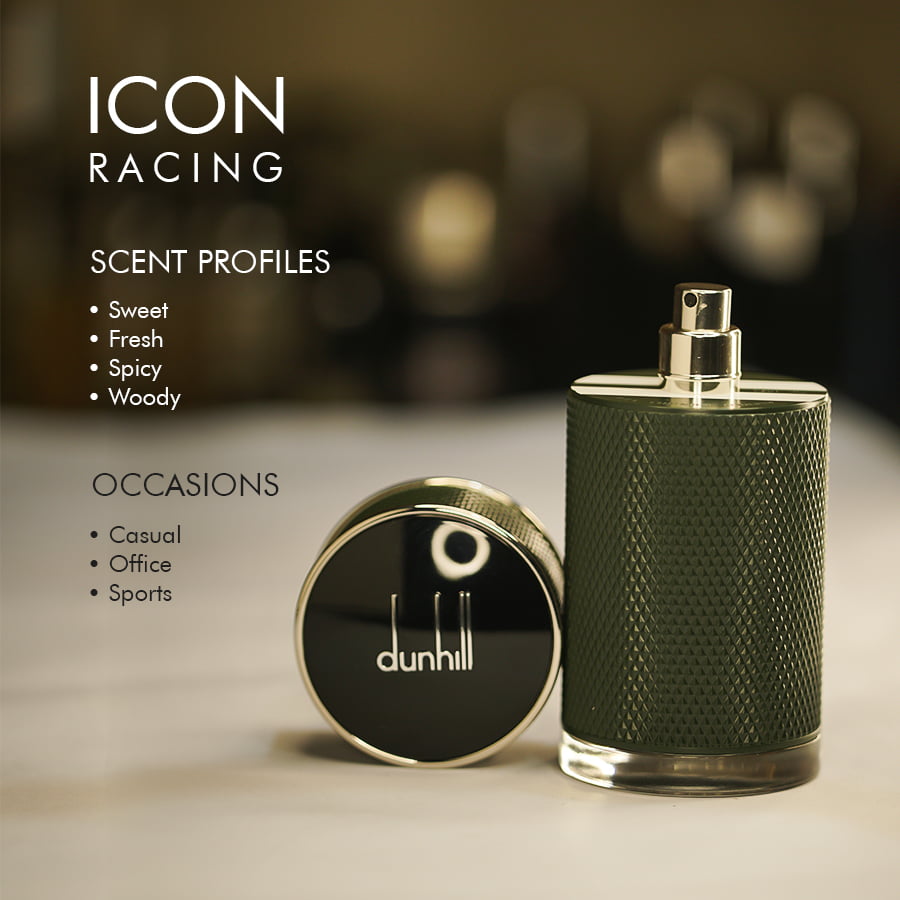 ICON
RACING
SCENT PROFILES
• Sweet
• Fresh
• Spicy
• Woody
OCCASIONS
• Casual
• Office
• Sports
dunhill